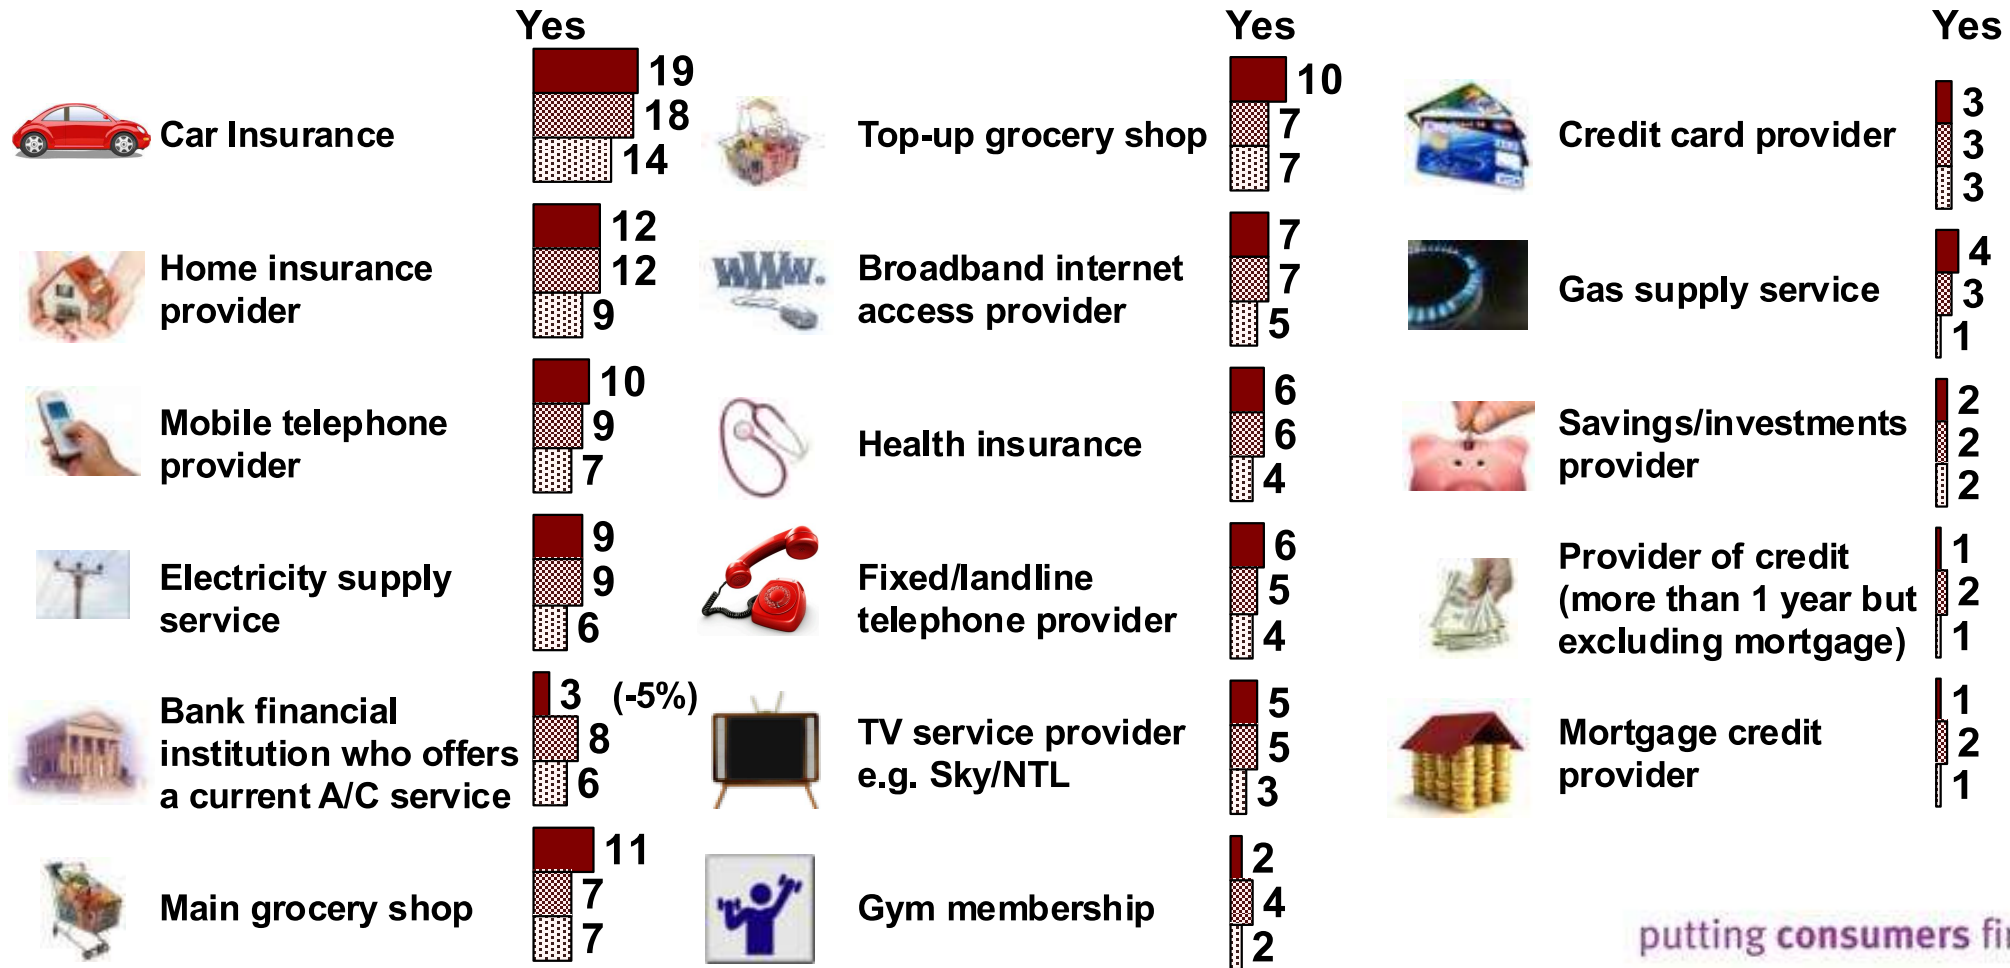 Yes
Car Insurance
19
18
14
Home insurance
provider
12
12
9
Mobile telephone
provider
10
9
7
Electricity supply
service
9
9
6
Bank financial
institution who offers
a current A/C service
3 (-5%)
8
6
Main grocery shop
11
7
7
Yes
Top-up grocery shop
10
7
7
www.
Broadband internet
access provider
7
7
5
Health insurance
6
6
4
Fixed/landline
telephone provider
6
5
4
TV service provider
e.g. Sky/NTL
5
5
3
Gym membership
2
4
2
Yes
Credit card provider
3
3
3
Gas supply service
4
3
1
Savings/investments
provider
2
2
2
Provider of credit
(more than 1 year but
excluding mortgage)
1
2
1
Mortgage credit
provider
1
2
1
putting consumers